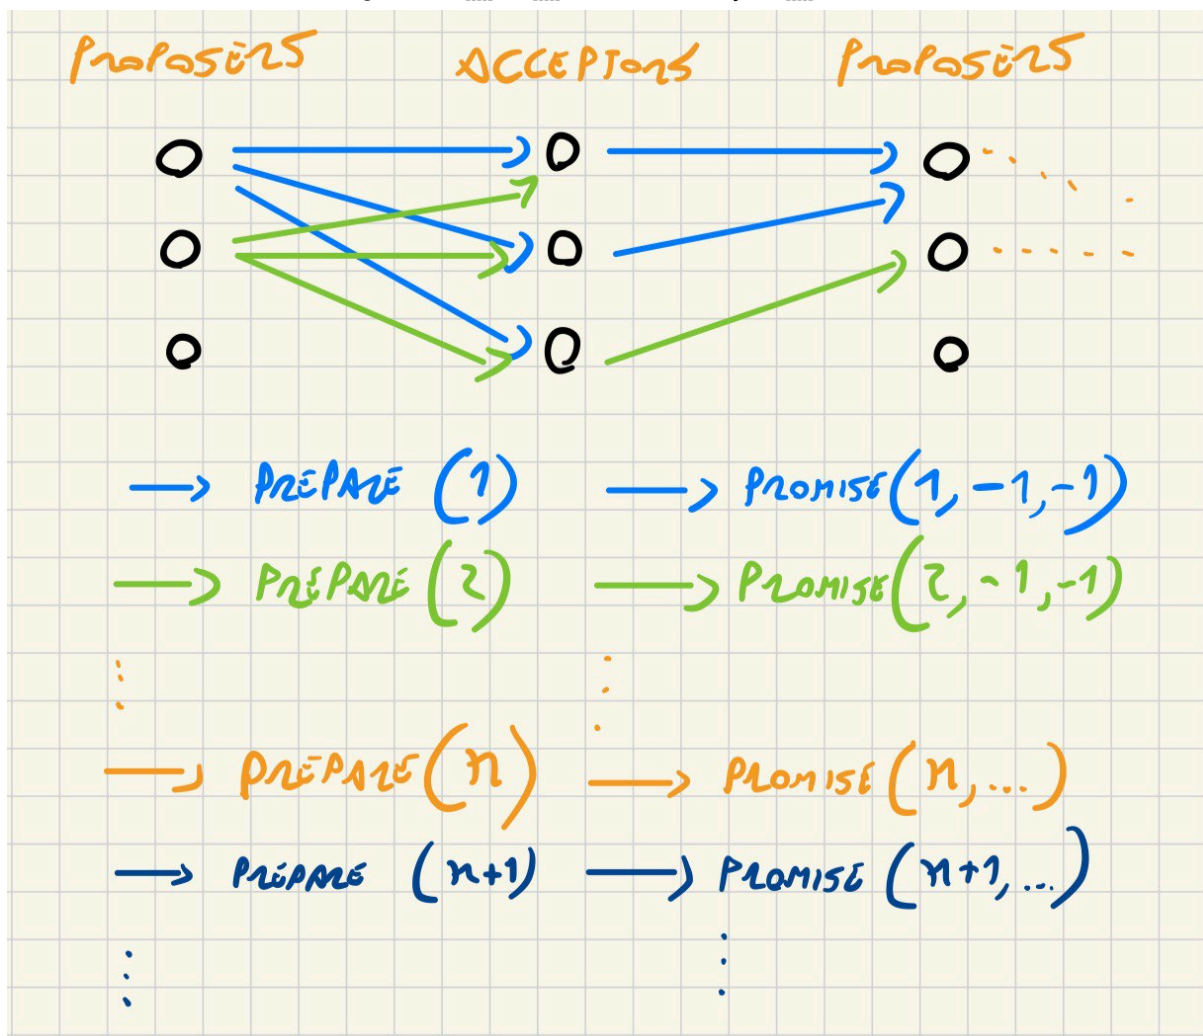 PROPOSERS ACCEPTORS PROPOSERS
→ PREPARE (1) → PROMISE (1, -1, -1)
→ PREPARE (2) → PROMISE (2, -1, -1)
→ PREPARE (n) → PROMISE (n, ...)
→ PREPARE (n+1) → PROMISE (n+1, ...)